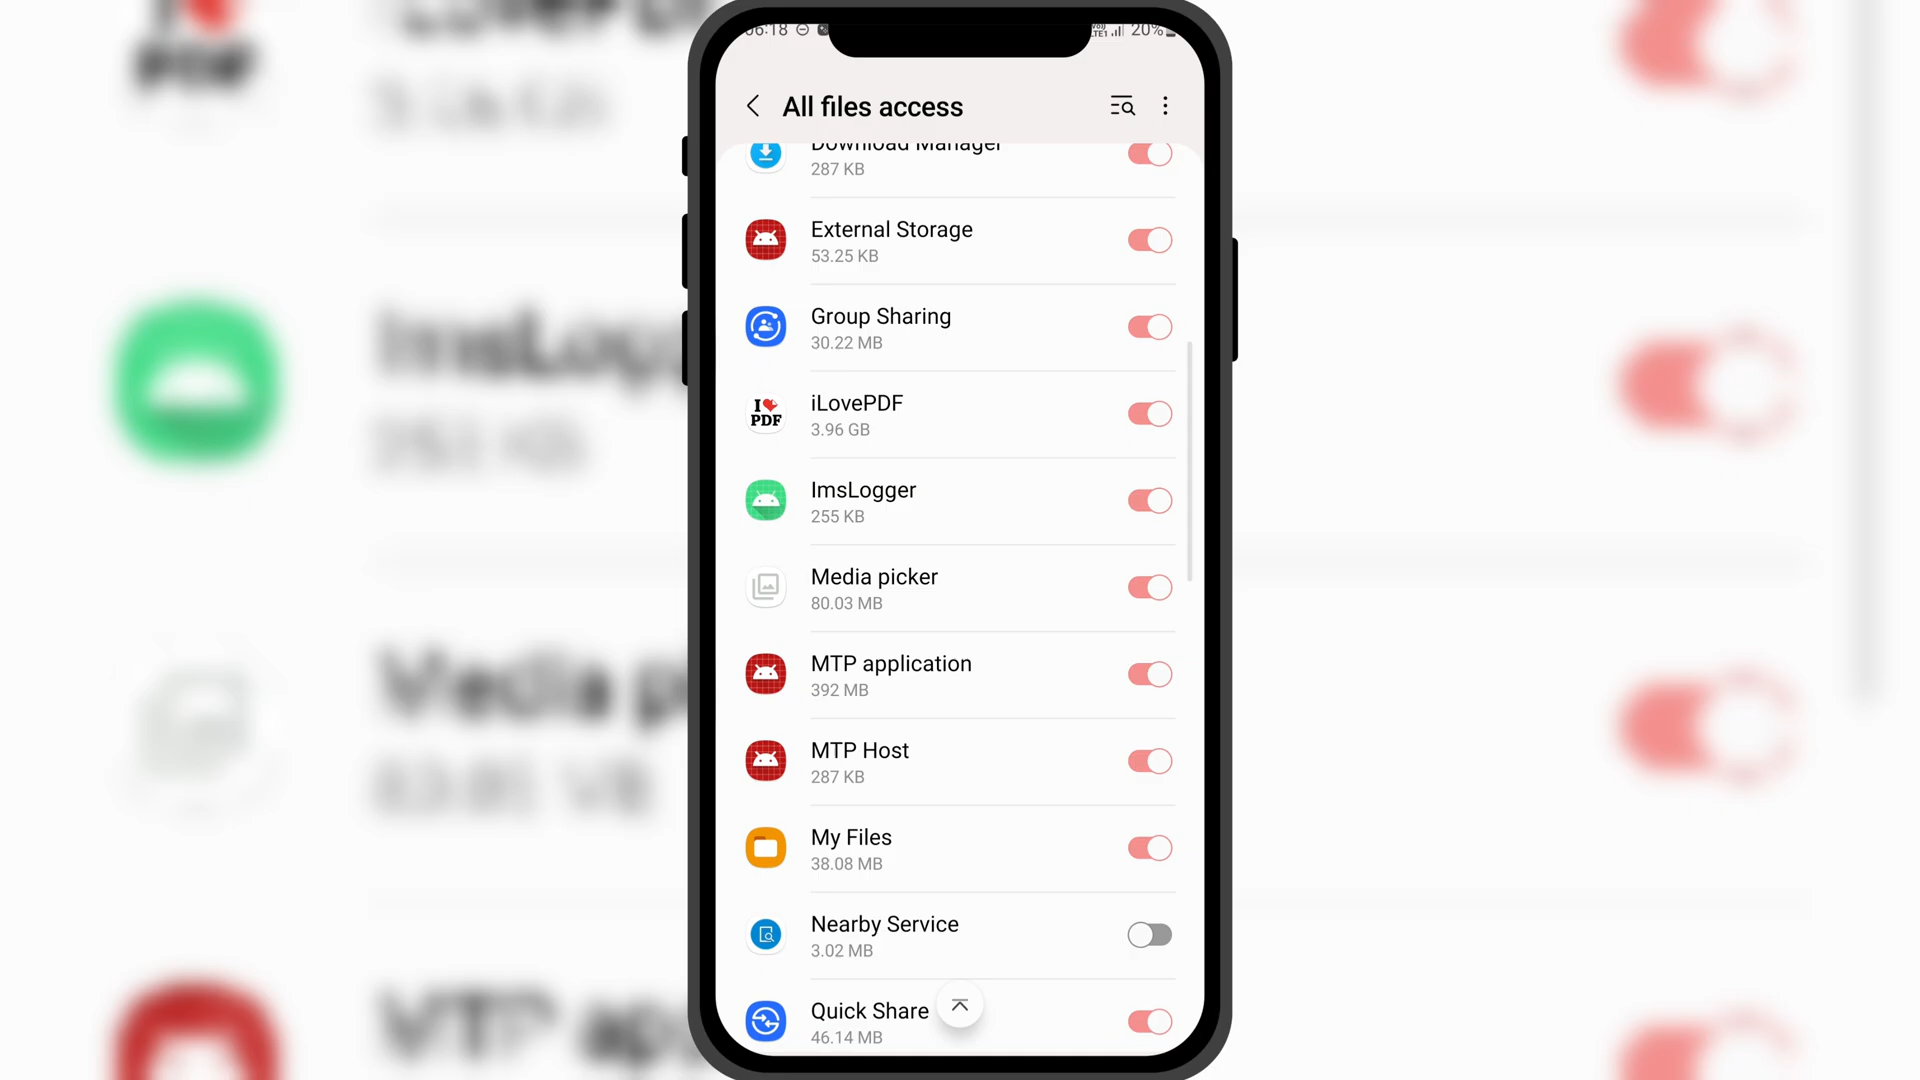 06:18
20%
All files access
Download Manager
287 KB
External Storage
53.25 KB
Group Sharing
30.22 MB
I
PDF
iLovePDF
3.96 GB
ImsLogger
255 KB
Media picker
80.03 MB
MTP application
392 MB
MTP Host
287 KB
My Files
38.08 MB
Nearby Service
3.02 MB
Quick Share
46.14 MB